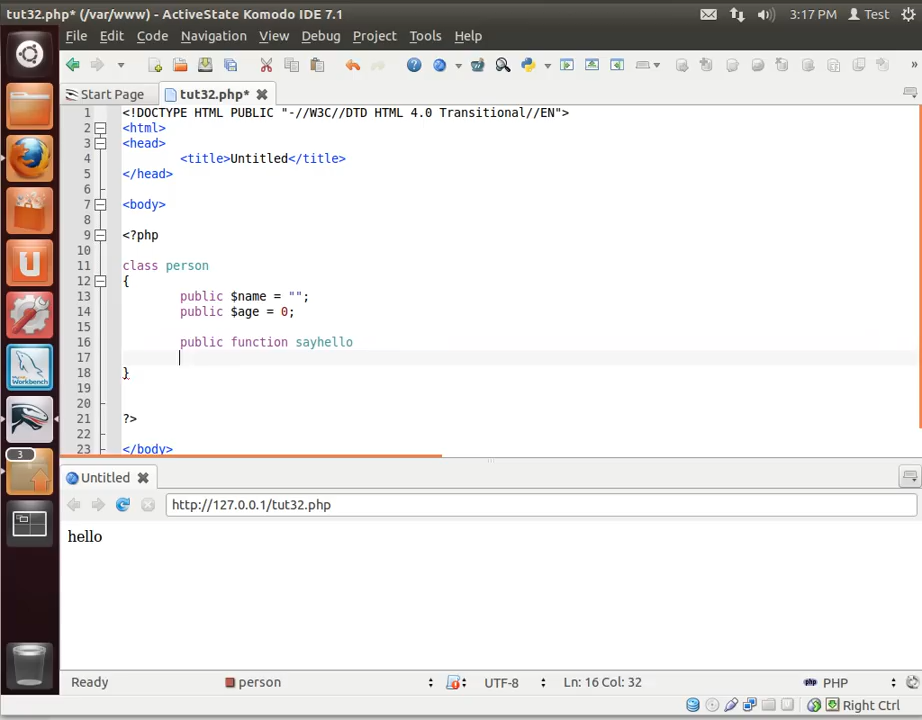 tut32.php* (/var/www) - ActiveState Komodo IDE 7.1
3:17 PM Test
File Edit Code Navigation View Debug Project Tools Help
Start Page tut32.php*
1 <!DOCTYPE HTML PUBLIC "-//W3C//DTD HTML 4.0 Transitional//EN">
2 <html>
3 <head>
4 <title>Untitled</title>
5 </head>
6
7 <body>
8
9 <?php
10
11 class person
12 {
13 public $name = "";
14 public $age = 0;
15
16 public function sayhello
17
18 }
19
20
21 ?>
22
23 </body>
Workbench
3
Untitled
http://127.0.0.1/tut32.php
hello
Ready person UTF-8 Ln: 16 Col: 32 php PHP
Right Ctrl